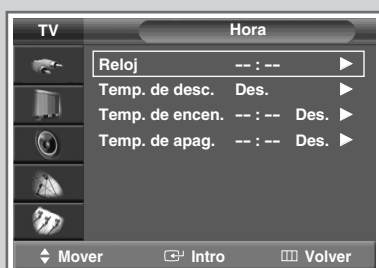 TV Hora
Reloj -- : --
Temp. de desc. Des.
Temp. de encen. -- : -- Des.
Temp. de apag. -- : -- Des.
Mover Intro Volver